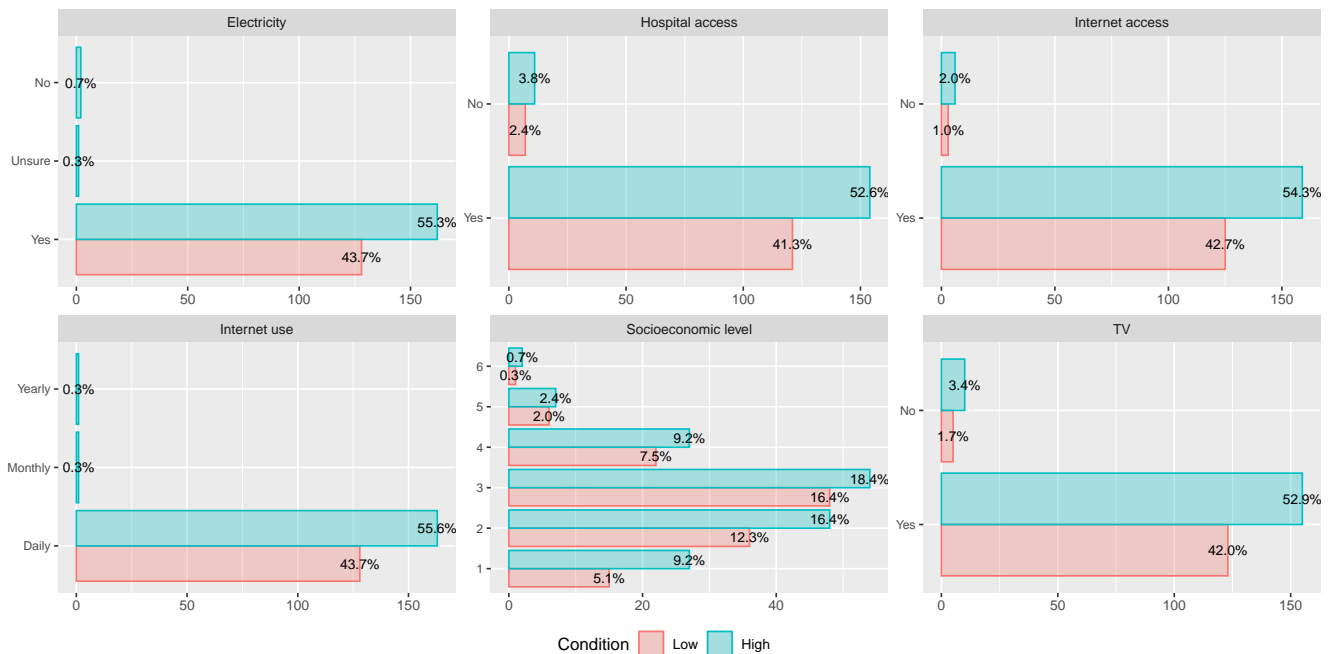 Electricity
No
0.7%
Unsure
0.3%
Yes
55.3%
43.7%
0 50 100 150
Hospital access
No
3.8%
2.4%
Yes
52.6%
41.3%
0 50 100 150
Internet access
No
2.0%
1.0%
Yes
54.3%
42.7%
0 50 100 150
Internet use
Yearly
0.3%
Monthly
0.3%
Daily
55.6%
43.7%
0 50 100 150
Socioeconomic level
6
0.7%
0.3%
5
2.4%
2.0%
4
9.2%
7.5%
3
18.4%
16.4%
2
16.4%
12.3%
1
9.2%
5.1%
0 20 40
TV
No
3.4%
1.7%
Yes
52.9%
42.0%
0 50 100 150
Condition Low High